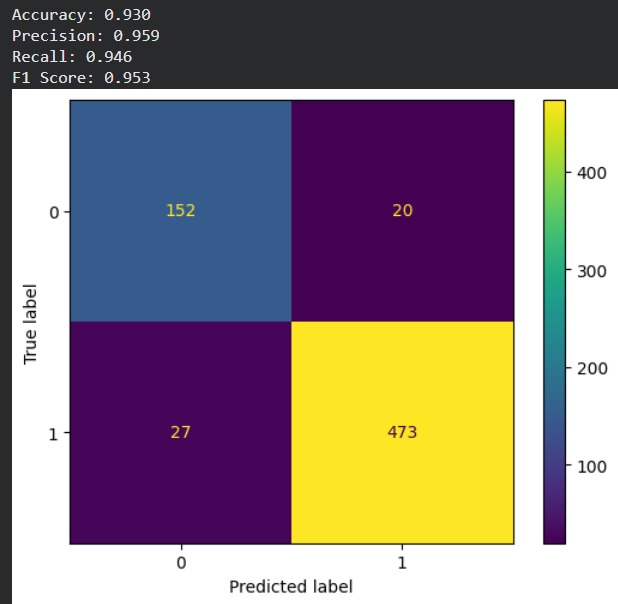 Accuracy: 0.930
Precision: 0.959
Recall: 0.946
F1 Score: 0.953
0
152
20
1
27
473
0
1
True label
Predicted label
400
300
200
100